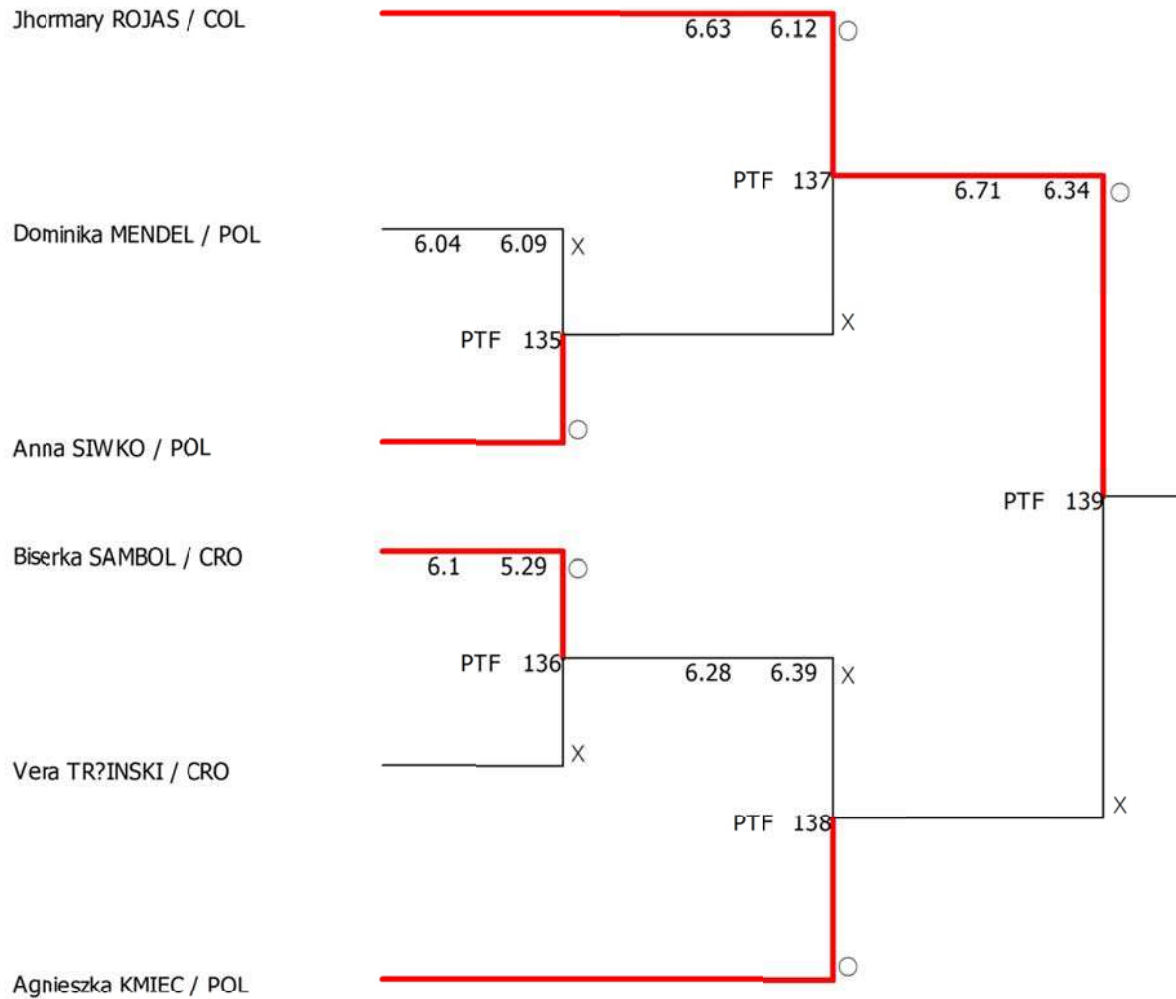 Jhormary ROJAS / COL
6.63 6.12 ○
PTF 137
6.71 6.34 ○
Dominika MENDEL / POL
6.04 6.09 X
X
PTF 135
Anna SIWKO / POL
○
PTF 139
Biserka SAMBOL / CRO
6.1 5.29 ○
PTF 136
6.28 6.39 X
Vera TR?INSKI / CRO
X
X
PTF 138
Agnieszka KMIEC / POL
○